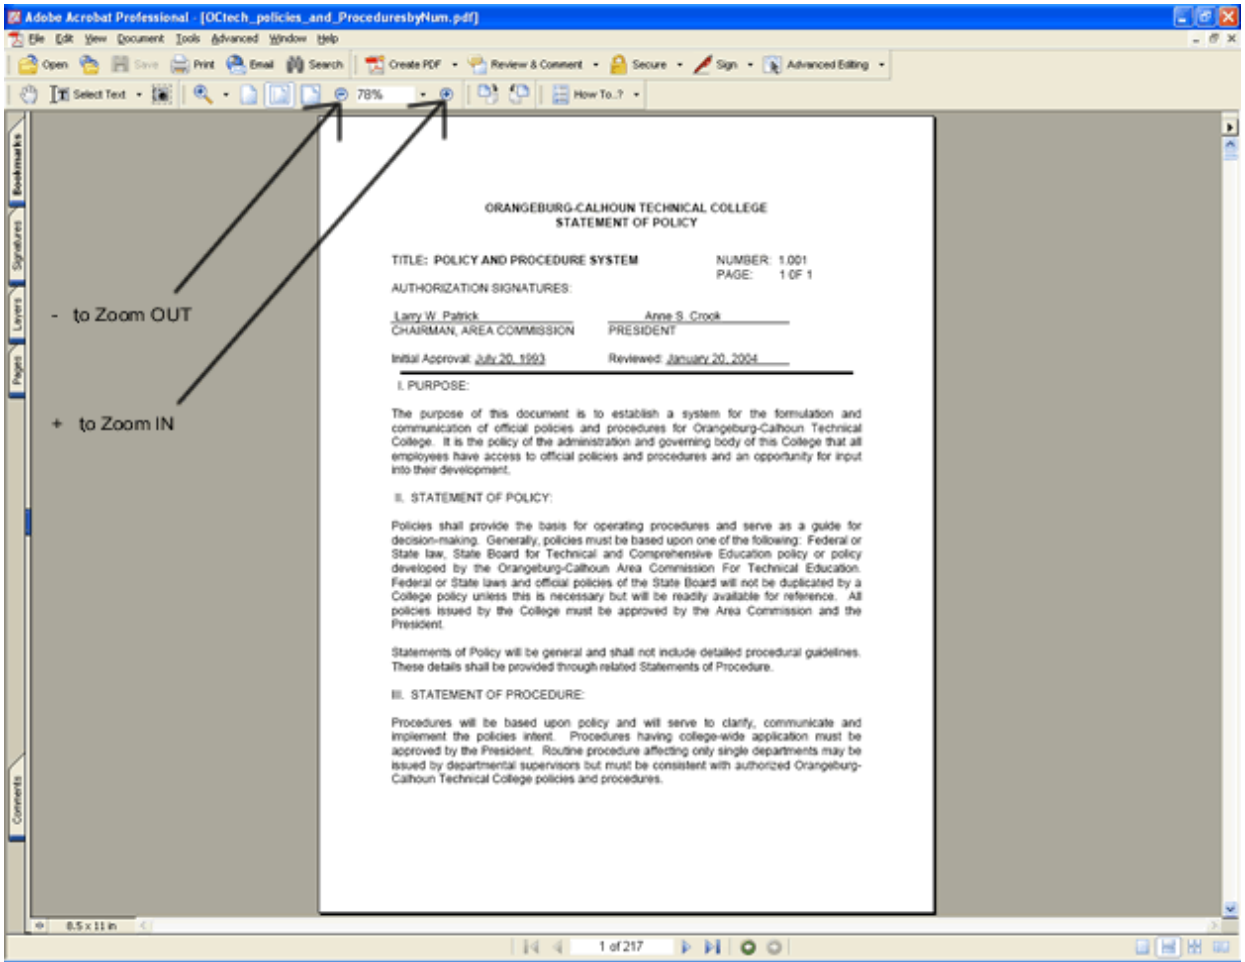 Adobe Acrobat Professional - [OCtech_policies_and_ProceduresbyNum.pdf]
File Edit View Document Tools Advanced Window Help
Open Save Print Email Search Create PDF Review & Comment Secure Sign Advanced Editing
Select Text 78% How To..?
Bookmarks
Signatures
Layers
Pages
Comments
- to Zoom OUT
+ to Zoom IN
ORANGEBURG-CALHOUN TECHNICAL COLLEGE
STATEMENT OF POLICY
TITLE: POLICY AND PROCEDURE SYSTEM NUMBER: 1.001
PAGE: 1 OF 1
AUTHORIZATION SIGNATURES:
Larry W. Patrick Anne S. Crook
CHAIRMAN, AREA COMMISSION PRESIDENT
Initial Approval: July 20, 1993 Reviewed: January 20, 2004
I. PURPOSE:
The purpose of this document is to establish a system for the formulation and
communication of official policies and procedures for Orangeburg-Calhoun Technical
College. It is the policy of the administration and governing body of this College that all
employees have access to official policies and procedures and an opportunity for input
into their development.
II. STATEMENT OF POLICY:
Policies shall provide the basis for operating procedures and serve as a guide for
decision-making. Generally, policies must be based upon one of the following: Federal or
State law, State Board for Technical and Comprehensive Education policy or policy
developed by the Orangeburg-Calhoun Area Commission For Technical Education.
Federal or State laws and official policies of the State Board will not be duplicated by a
College policy unless this is necessary but will be readily available for reference. All
policies issued by the College must be approved by the Area Commission and the
President.
Statements of Policy will be general and shall not include detailed procedural guidelines.
These details shall be provided through related Statements of Procedure.
III. STATEMENT OF PROCEDURE:
Procedures will be based upon policy and will serve to clarify, communicate and
implement the policies intent. Procedures having college-wide application must be
approved by the President. Routine procedure affecting only single departments may be
issued by departmental supervisors but must be consistent with authorized Orangeburg-
Calhoun Technical College policies and procedures.
8.5 x 11 in
1 of 217